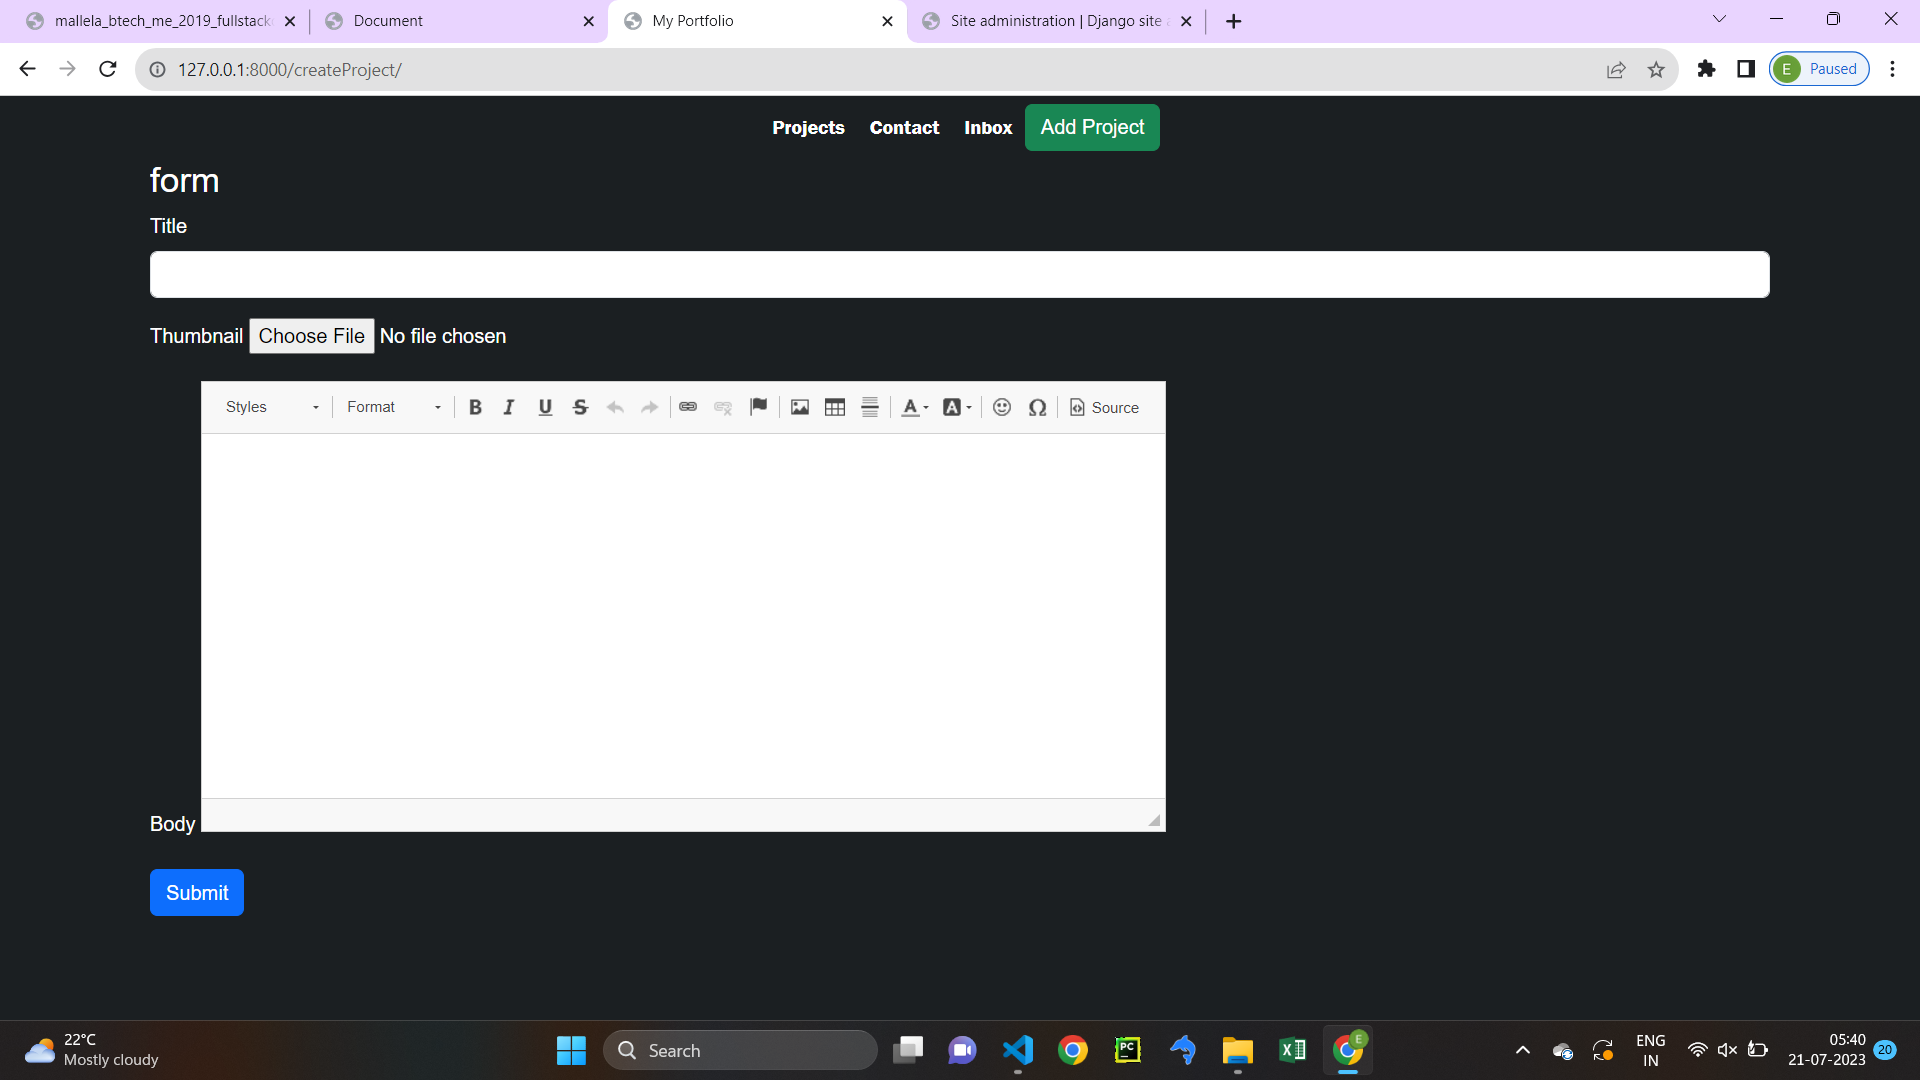 mallela_btech_me_2019_fullstack
Document
My Portfolio
Site administration | Django site
127.0.0.1:8000/createProject/
E
Paused
Projects
Contact
Inbox
Add Project
form
Title
Thumbnail
Choose File
No file chosen
Styles
Format
B
I
U
S
A
A
Ω
Source
Body
Submit
22°C
Mostly cloudy
Search
PC
E
ENG
IN
05:40
21-07-2023
20